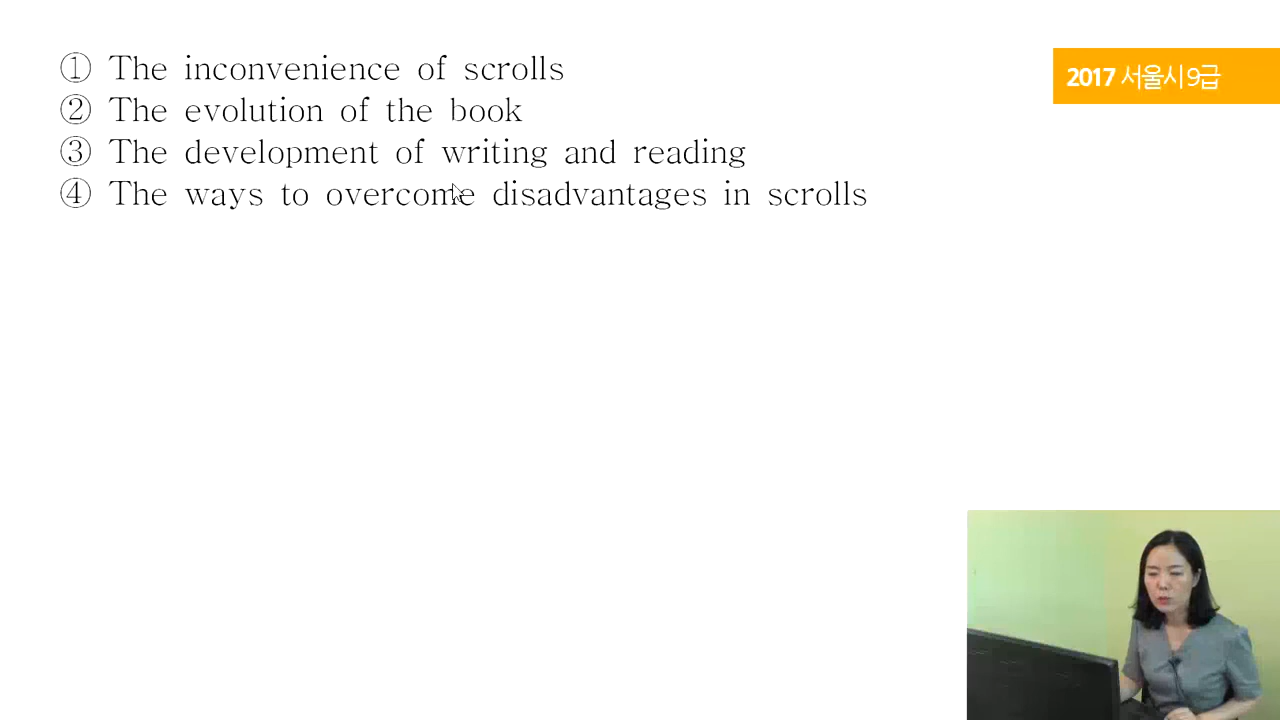 ① The inconvenience of scrolls
② The evolution of the book
③ The development of writing and reading
④ The ways to overcome disadvantages in scrolls
2017 서울시 9급